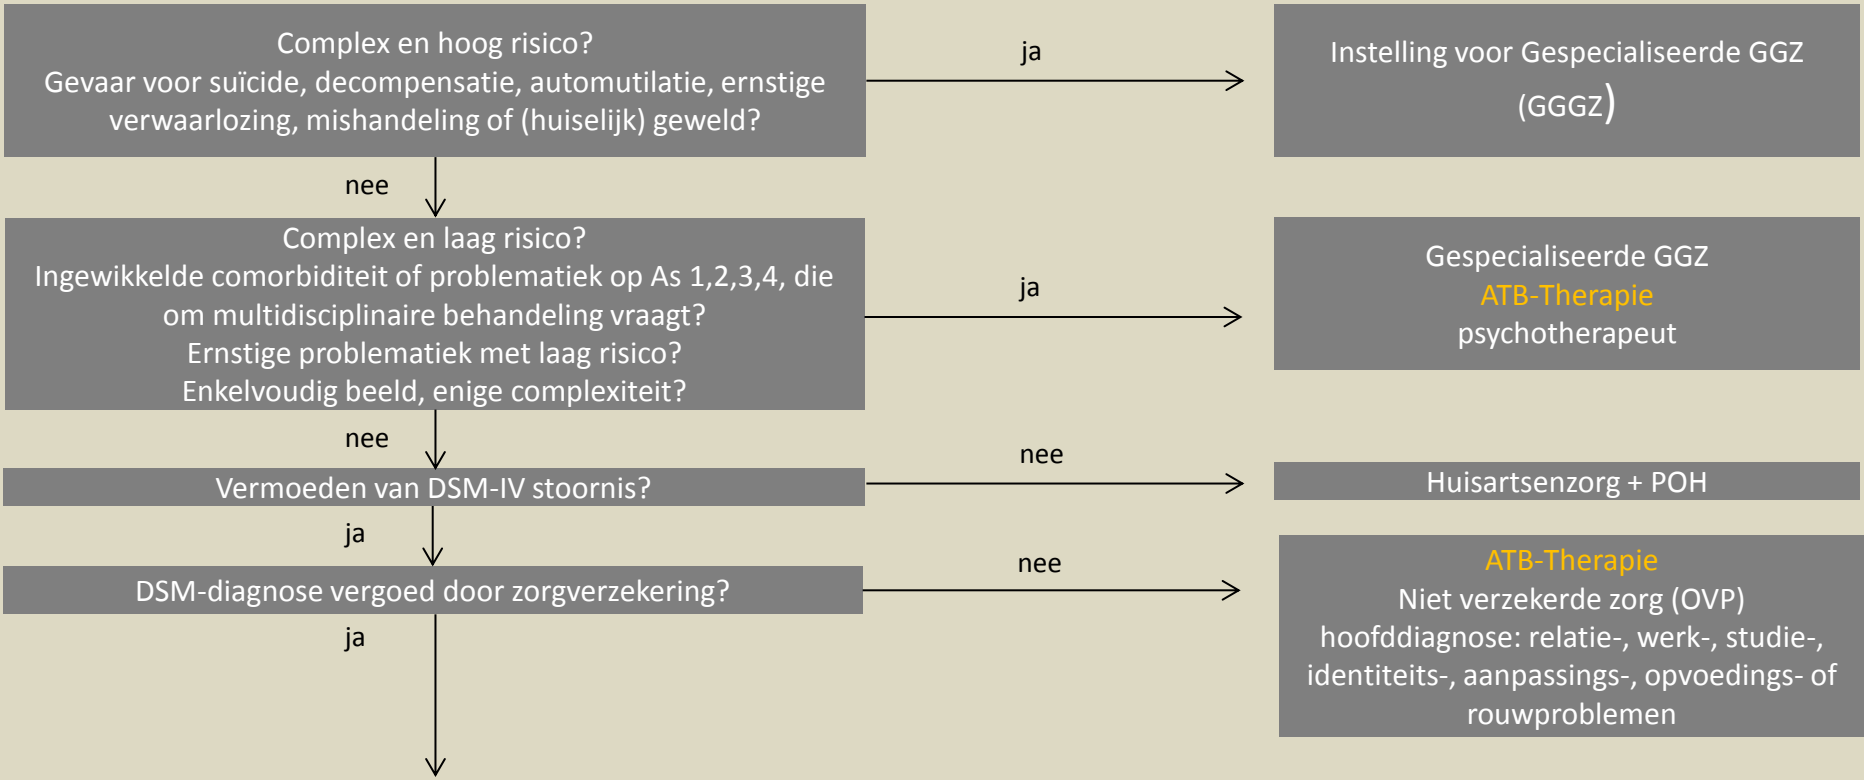 Complex en hoog risico?
Gevaar voor suïcide, decompensatie, automutilatie, ernstige
verwaarlozing, mishandeling of (huiselijk) geweld?
ja
Instelling voor Gespecialiseerde GGZ
(GGGZ)
nee
Complex en laag risico?
Ingewikkelde comorbiditeit of problematiek op As 1,2,3,4, die
om multidisciplinaire behandeling vraagt?
Ernstige problematiek met laag risico?
Enkelvoudig beeld, enige complexiteit?
ja
Gespecialiseerde GGZ
ATB-Therapie
psychotherapeut
nee
Vermoeden van DSM-IV stoornis?
nee
Huisartsenzorg + POH
ja
DSM-diagnose vergoed door zorgverzekering?
nee
ATB-Therapie
Niet verzekerde zorg (OVP)
hoofddiagnose: relatie-, werk-, studie-,
identiteits-, aanpassings-, opvoedings- of
rouwproblemen
ja